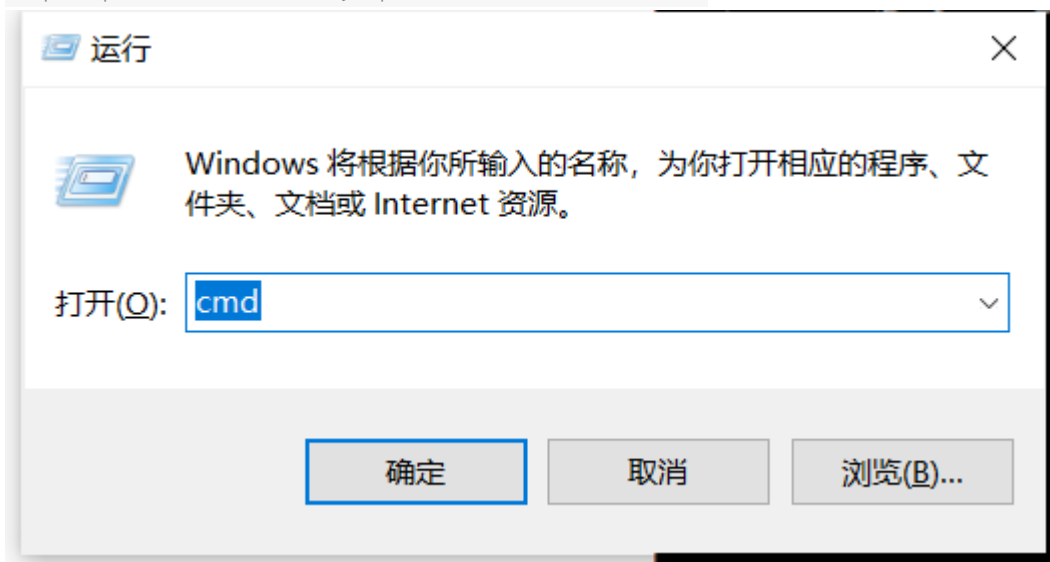 运行
Windows 将根据你所输入的名称，为你打开相应的程序、文
件夹、文档或 Internet 资源。
打开(O): cmd
确定 取消 浏览(B)...